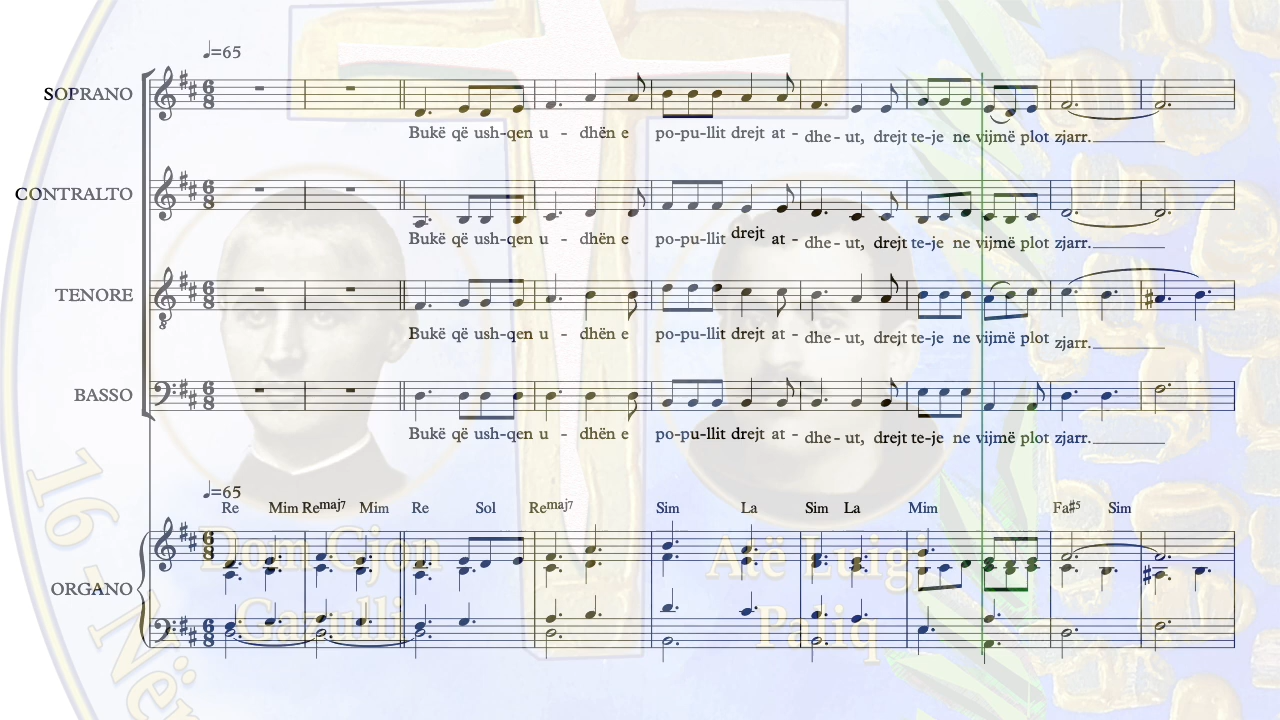 ♩=65
SOPRANO
Bukë që ush-qen u - dhën e po-pu-llit drejt at - dhe-ut, drejt te-je ne vijmë plot zjarr.
CONTRALTO
Bukë që ush-qen u - dhën e po-pu-llit drejt at - dhe-ut, drejt te-je ne vijmë plot zjarr.
TENORE
Bukë që ush-qen u - dhën e po-pu-llit drejt at - dhe-ut, drejt te-je ne vijmë plot zjarr.
BASSO
Bukë që ush-qen u - dhën e po-pu-llit drejt at - dhe-ut, drejt te-je ne vijmë plot zjarr.
♩=65
Re Mim Remaj7 Mim Re Sol Remaj7 Sim La Sim La Mim Fa♯5 Sim
ORGANO
Dom Gjon
Gazulli
Atë Luigj
Paliq
16 - Nën